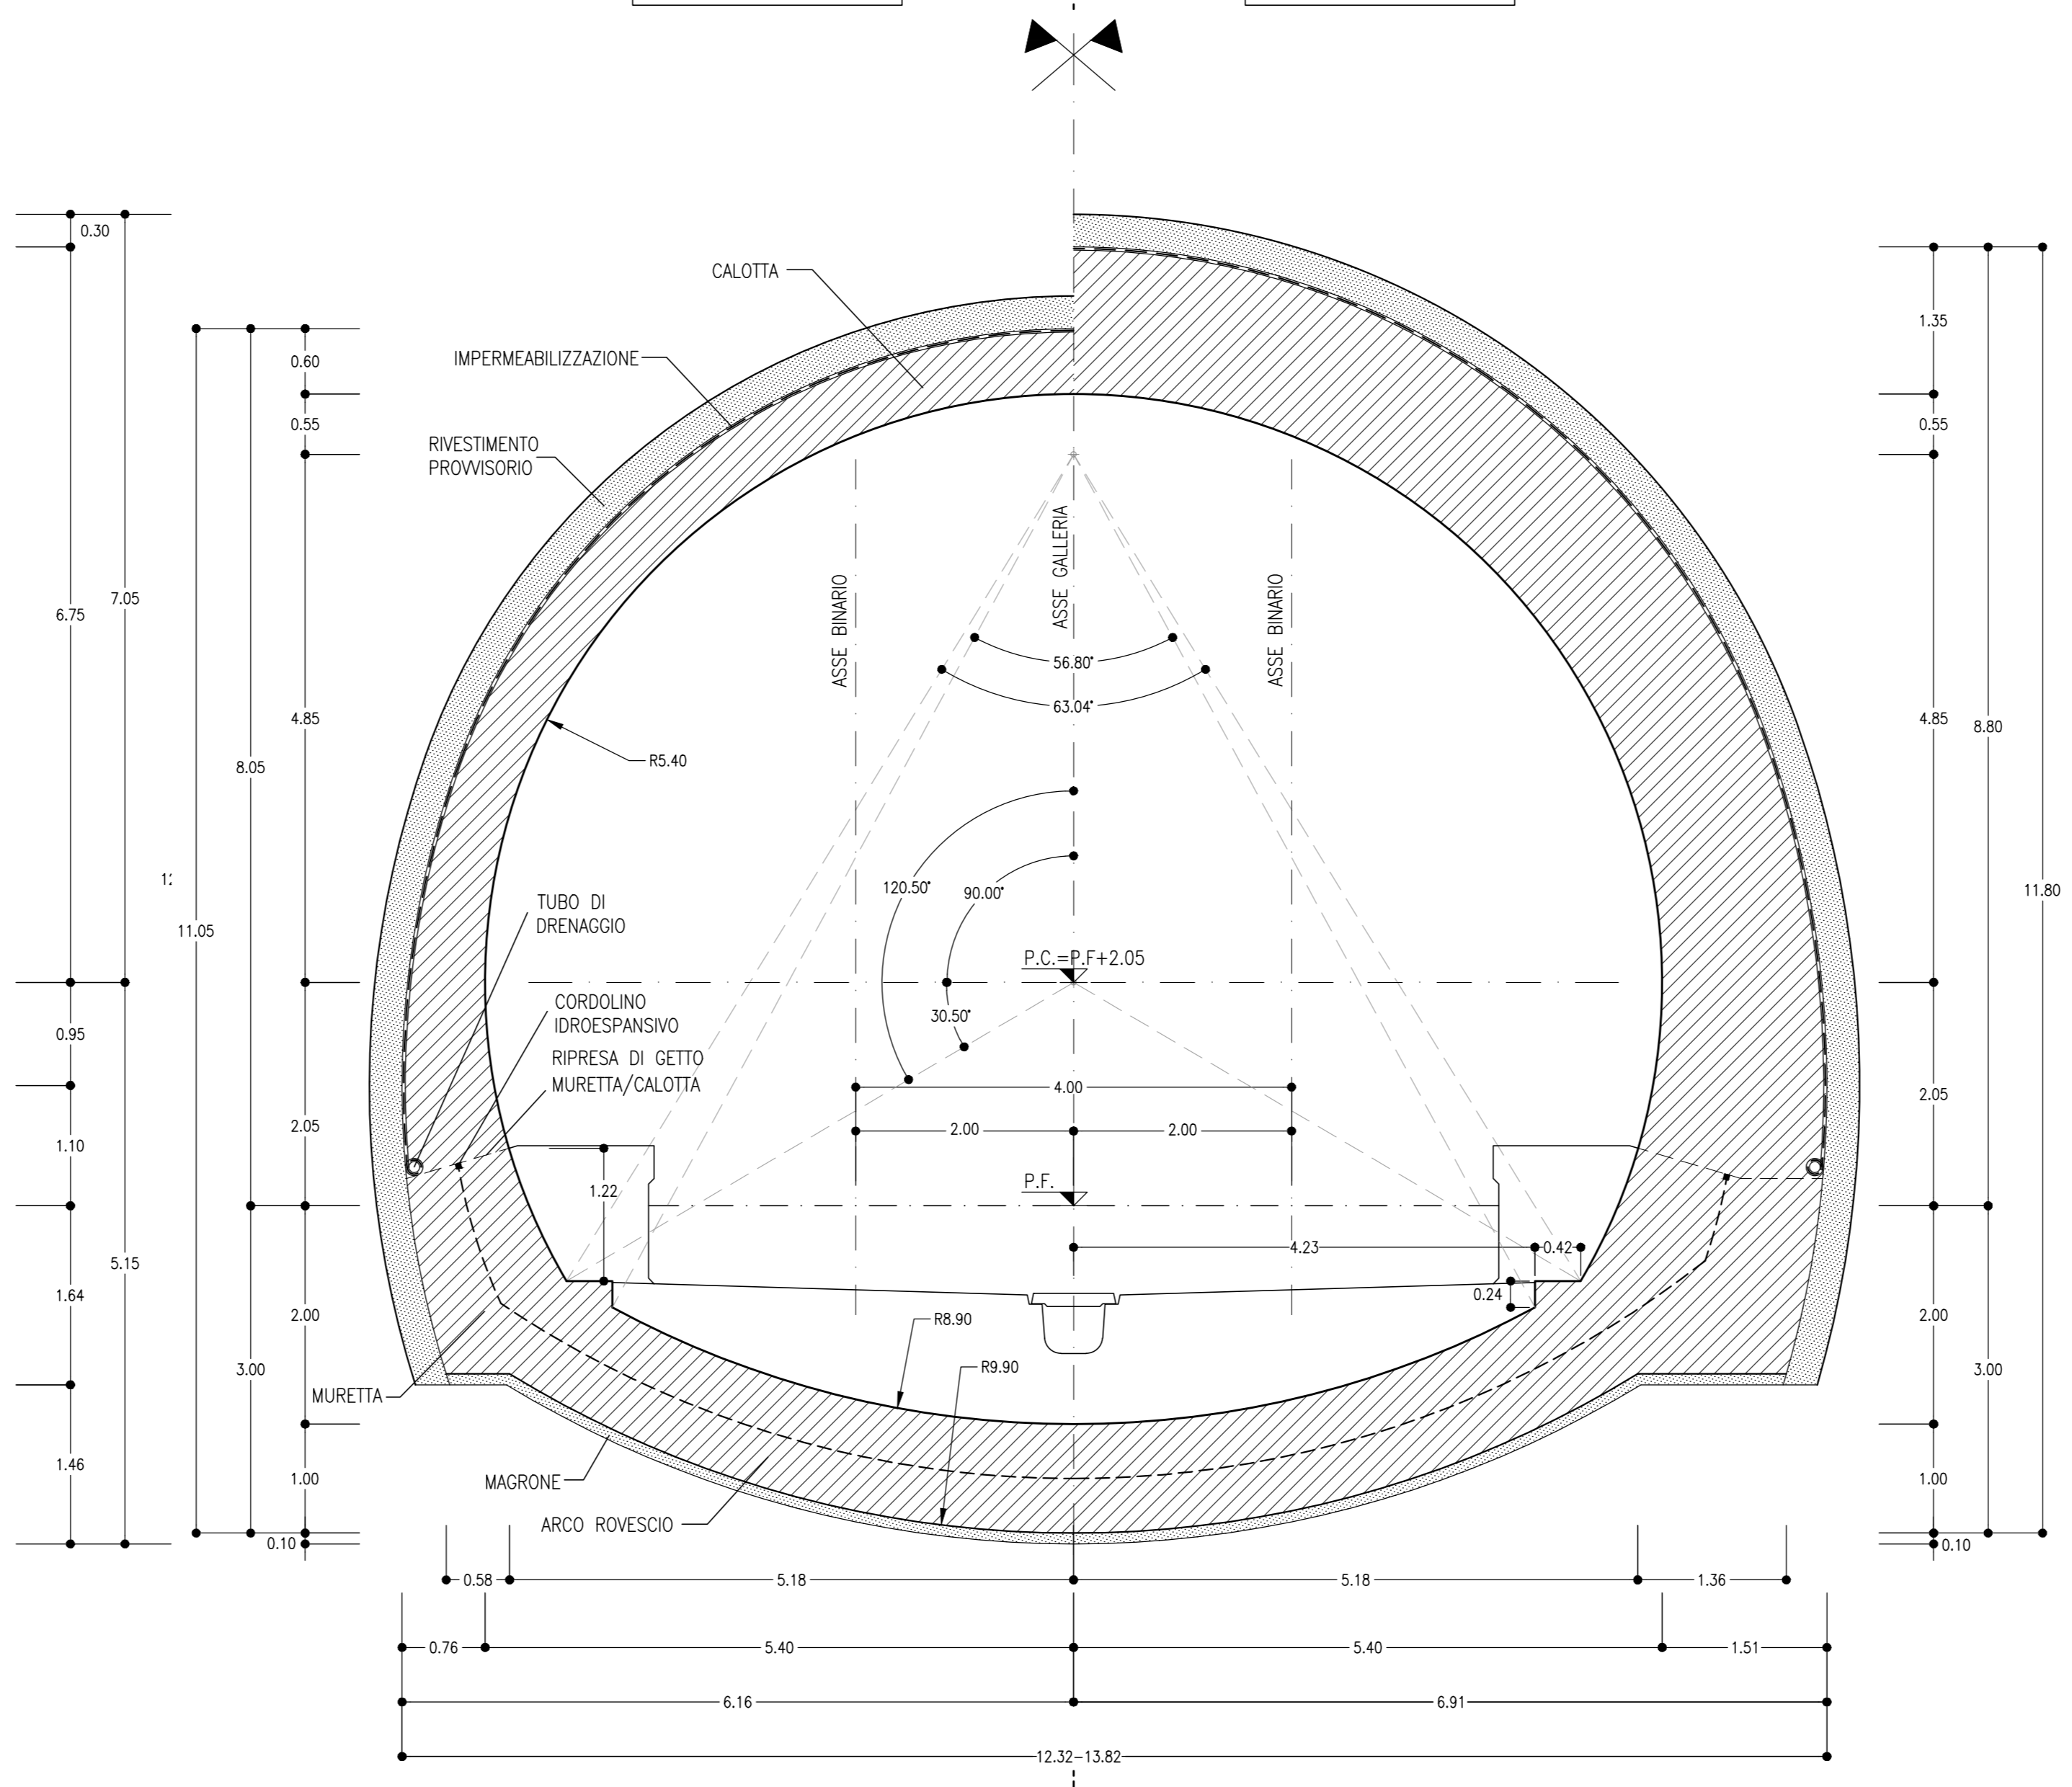 0.30
CALOTTA
1.35
0.60
IMPERMEABILIZZAZIONE
0.55
0.55
RIVESTIMENTO
PROVVISORIO
ASSE GALLERIA
ASSE BINARIO
ASSE BINARIO
7.05
6.75
56.80°
63.04°
4.85
4.85
8.80
8.05
R5.40
11.80
120.50°
90.00°
TUBO DI
DRENAGGIO
11.05
P.C.=P.F+2.05
CORDOLINO
IDROESPANSIVO
30.50°
0.95
RIPRESA DI GETTO
MURETTA/CALOTTA
4.00
2.05
2.05
2.00
2.00
1.10
1.22
P.F.
4.23
0.42
5.15
1.64
0.24
2.00
R8.90
2.00
R9.90
3.00
3.00
MURETTA
1.46
1.00
MAGRONE
1.00
ARCO ROVESCIO
0.10
0.10
0.58
5.18
5.18
1.36
0.76
5.40
5.40
1.51
6.16
6.91
12.32-13.82